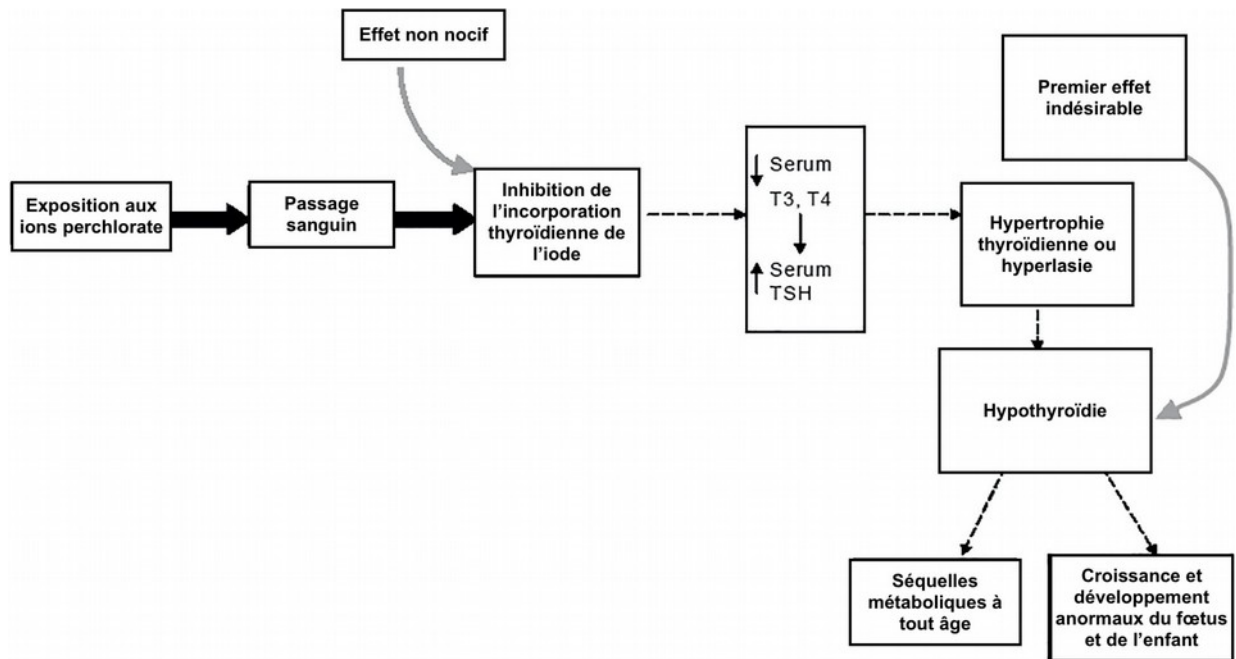 Effet non nocif
Premier effet
indésirable
Exposition aux
ions perchlorate
Passage
sanguin
Inhibition de
l'incorporation
thyroïdienne de
l'iode
Serum
T3, T4
Serum
TSH
Hypertrophie
thyroïdienne ou
hyperlasie
Hypothyroïdie
Séquelles
métaboliques à
tout âge
Croissance et
développement
anormaux du fœtus
et de l'enfant